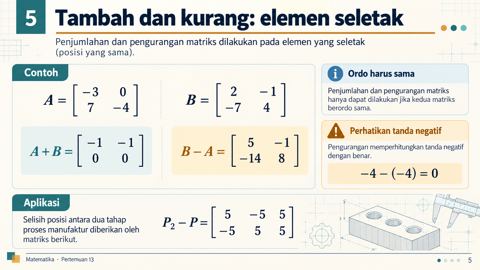 5
Tambah dan kurang: elemen seletak
Penjumlahan dan pengurangan matriks dilakukan pada elemen yang seletak
(posisi yang sama).
Contoh
A = [ −3 0
7 −4 ]
B = [ 2 −1
−7 4 ]
A + B = [ −1 −1
0 0 ]
B − A = [ 5 −1
−14 8 ]
i Ordo harus sama
Penjumlahan dan pengurangan matriks
hanya dapat dilakukan jika kedua matriks
berordo sama.
! Perhatikan tanda negatif
Pengurangan memperhitungkan tanda negatif
dengan benar.
−4 − (−4) = 0
Aplikasi
Selisih posisi antara dua tahap
proses manufaktur diberikan oleh
matriks berikut.
P₂ − P = [ 5 −5 5
−5 5 5 ]
Matematika · Pertemuan 13
5